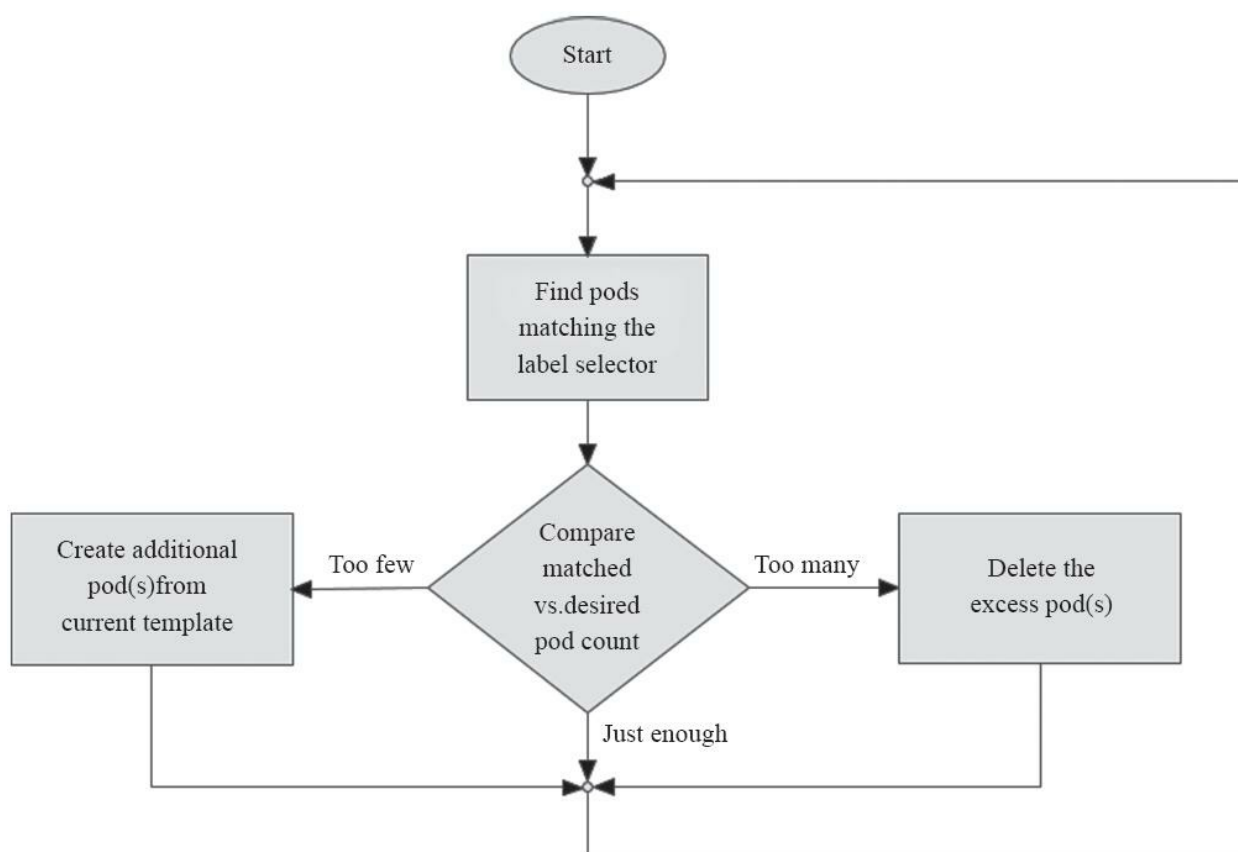 Start
Find pods
matching the
label selector
Create additional
pod(s)from
current template
Too few
Compare
matched
vs.desired
pod count
Too many
Delete the
excess pod(s)
Just enough